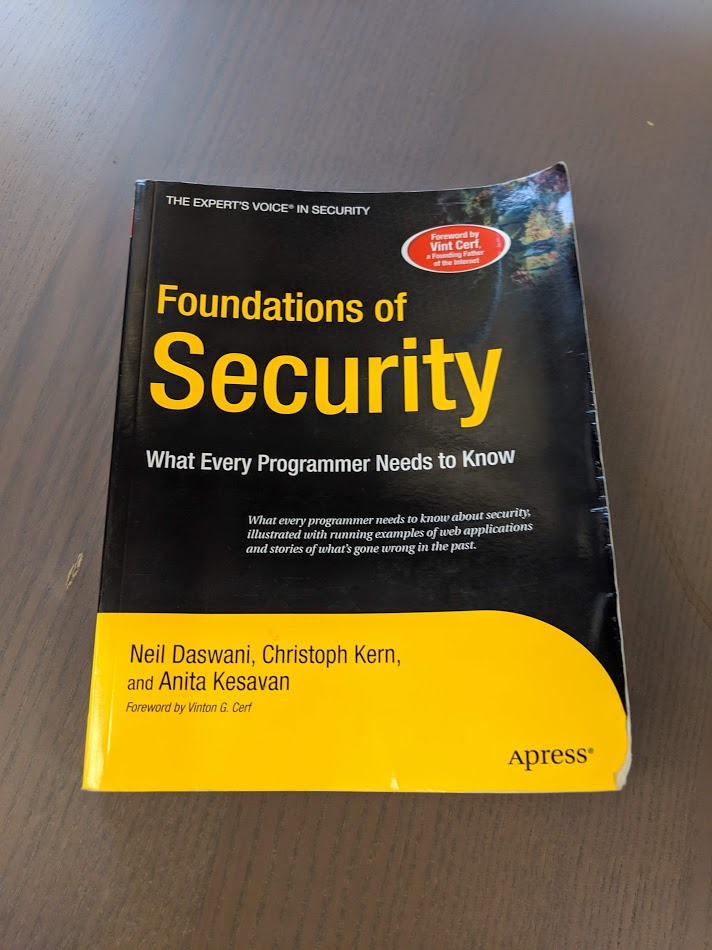 THE EXPERT'S VOICE® IN SECURITY
Foreword by
Vint Cerf,
a Founding Father
of the Internet
Foundations of
Security
What Every Programmer Needs to Know
What every programmer needs to know about security,
illustrated with running examples of web applications
and stories of what's gone wrong in the past.
Neil Daswani, Christoph Kern,
and Anita Kesavan
Foreword by Vinton G. Cerf
Apress®